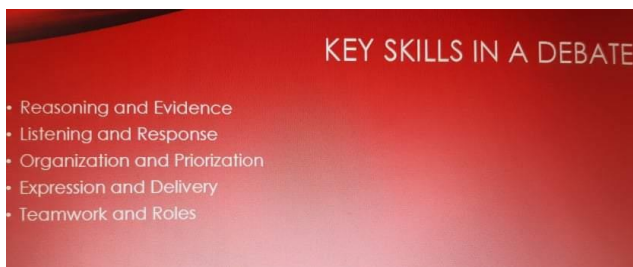 KEY SKILLS IN A DEBATE
• Reasoning and Evidence
• Listening and Response
• Organization and Priorization
• Expression and Delivery
• Teamwork and Roles